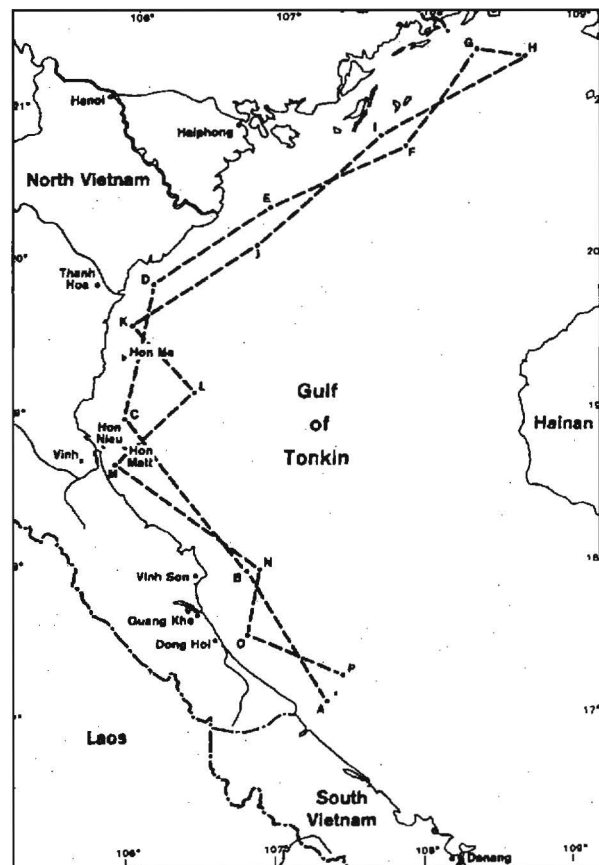 106°
107°
108°
109°
G
H
Hanoi
21°
Haiphong
I
F
North Vietnam
E
J
20°
Thanh
Hoa
D
K
Hon Me
L
Gulf
of
Tonkin
19°
Hainan
C
Hon
Nieu
Hon
Matt
Vinh
M
18°
N
B
Vinh Son
Quang Khe
O
Dong Hoi
P
A
17°
Laos
South
Vietnam
106°
107°
108°
Danang
109°